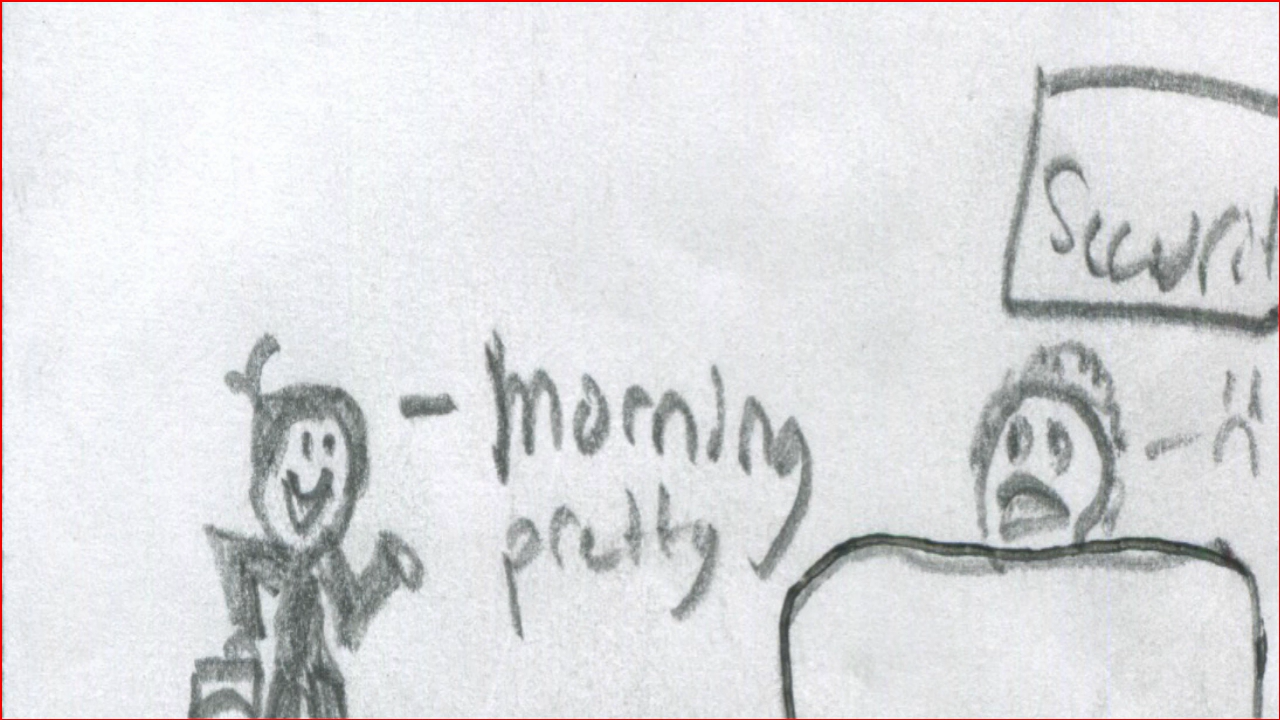 Securit
- morning
pretty
- :(